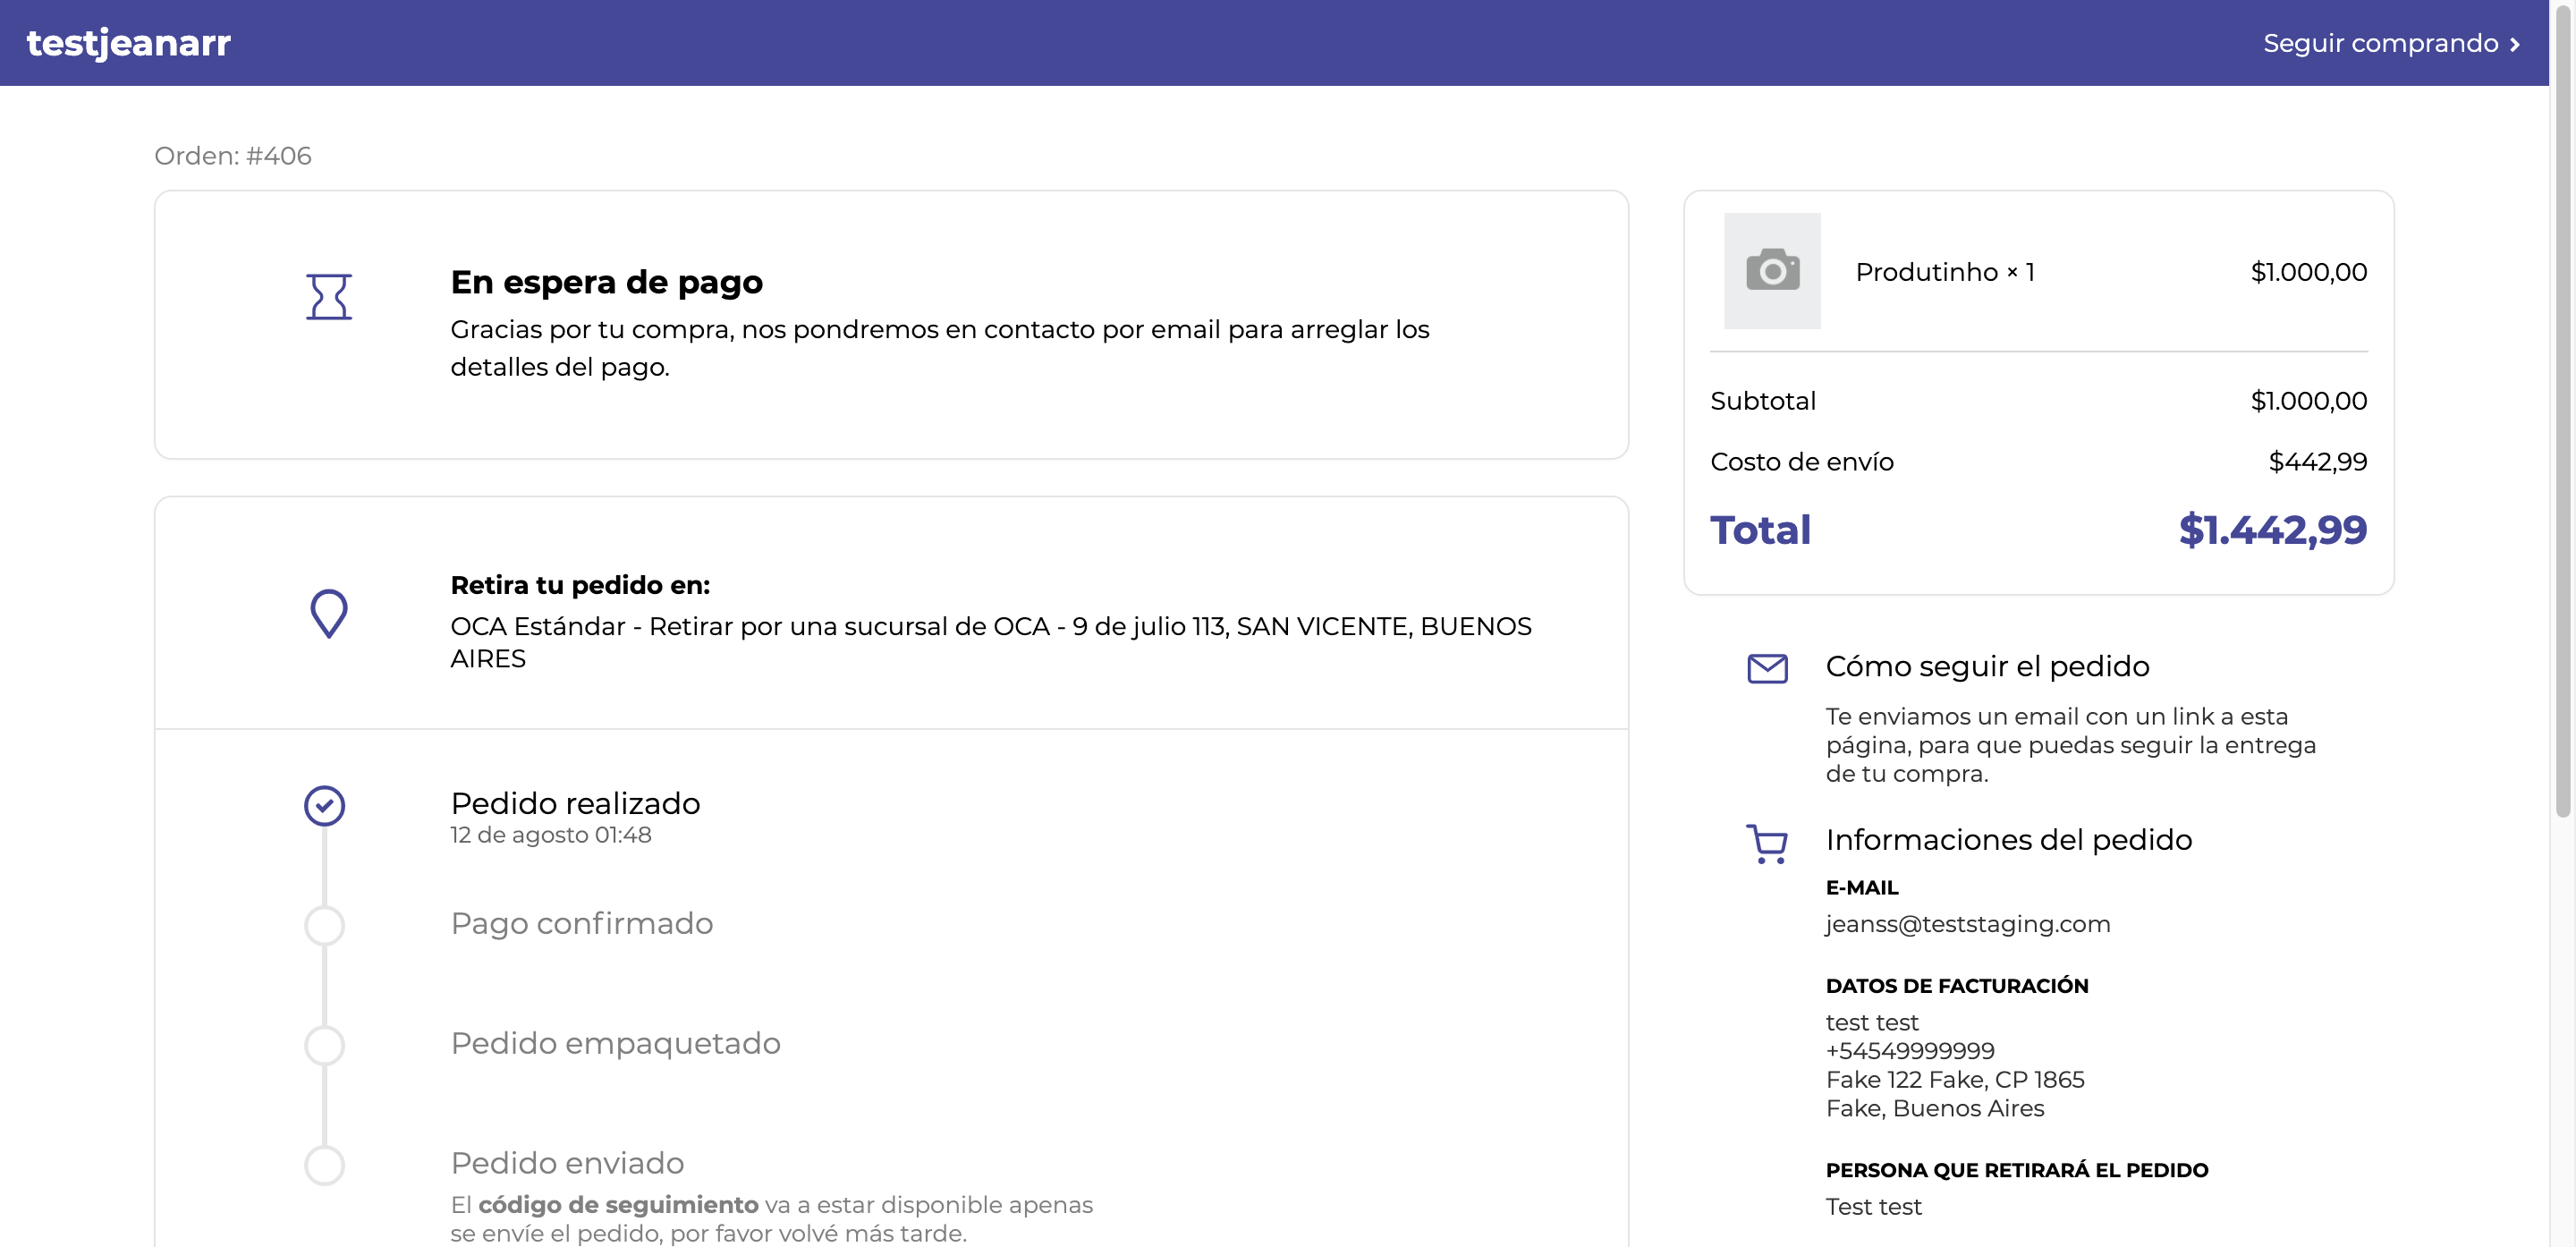 testjeanarr
Seguir comprando
Orden: #406
En espera de pago
Gracias por tu compra, nos pondremos en contacto por email para arreglar los
detalles del pago.
Retira tu pedido en:
OCA Estándar - Retirar por una sucursal de OCA - 9 de julio 113, SAN VICENTE, BUENOS
AIRES
Pedido realizado
12 de agosto 01:48
Pago confirmado
Pedido empaquetado
Pedido enviado
El código de seguimiento va a estar disponible apenas
se envíe el pedido, por favor volvé más tarde.
Produtinho × 1 $1.000,00
Subtotal $1.000,00
Costo de envío $442,99
Total $1.442,99
Cómo seguir el pedido
Te enviamos un email con un link a esta
página, para que puedas seguir la entrega
de tu compra.
Informaciones del pedido
E-MAIL
jeanss@teststaging.com
DATOS DE FACTURACIÓN
test test
+54549999999
Fake 122 Fake, CP 1865
Fake, Buenos Aires
PERSONA QUE RETIRARÁ EL PEDIDO
Test test